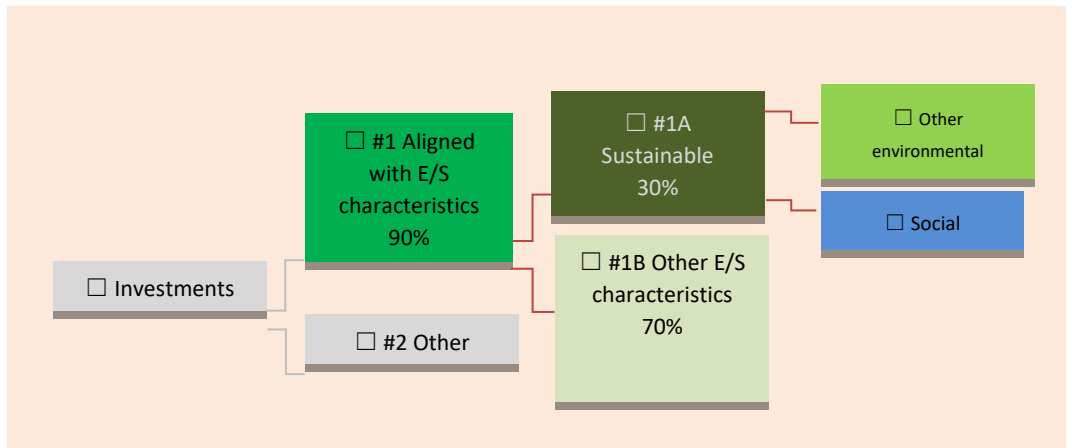 ☐ Investments
☐ #1 Aligned
with E/S
characteristics
90%
☐ #2 Other
☐ #1A
Sustainable
30%
☐ #1B Other E/S
characteristics
70%
☐ Other
environmental
☐ Social